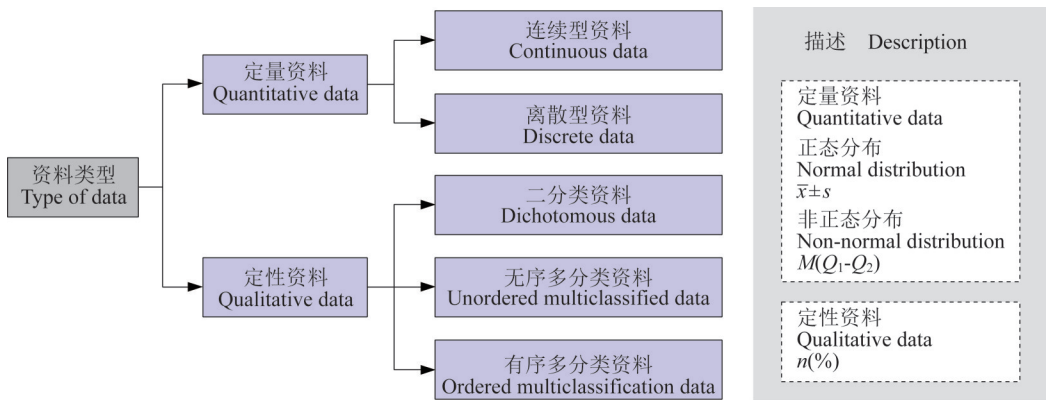 资料类型
Type of data
定量资料
Quantitative data
连续型资料
Continuous data
离散型资料
Discrete data
定性资料
Qualitative data
二分类资料
Dichotomous data
无序多分类资料
Unordered multiclassified data
有序多分类资料
Ordered multiclassification data
描述 Description
定量资料
Quantitative data
正态分布
Normal distribution
x̅±s
非正态分布
Non-normal distribution
M(Q₁-Q₂)
定性资料
Qualitative data
n(%)